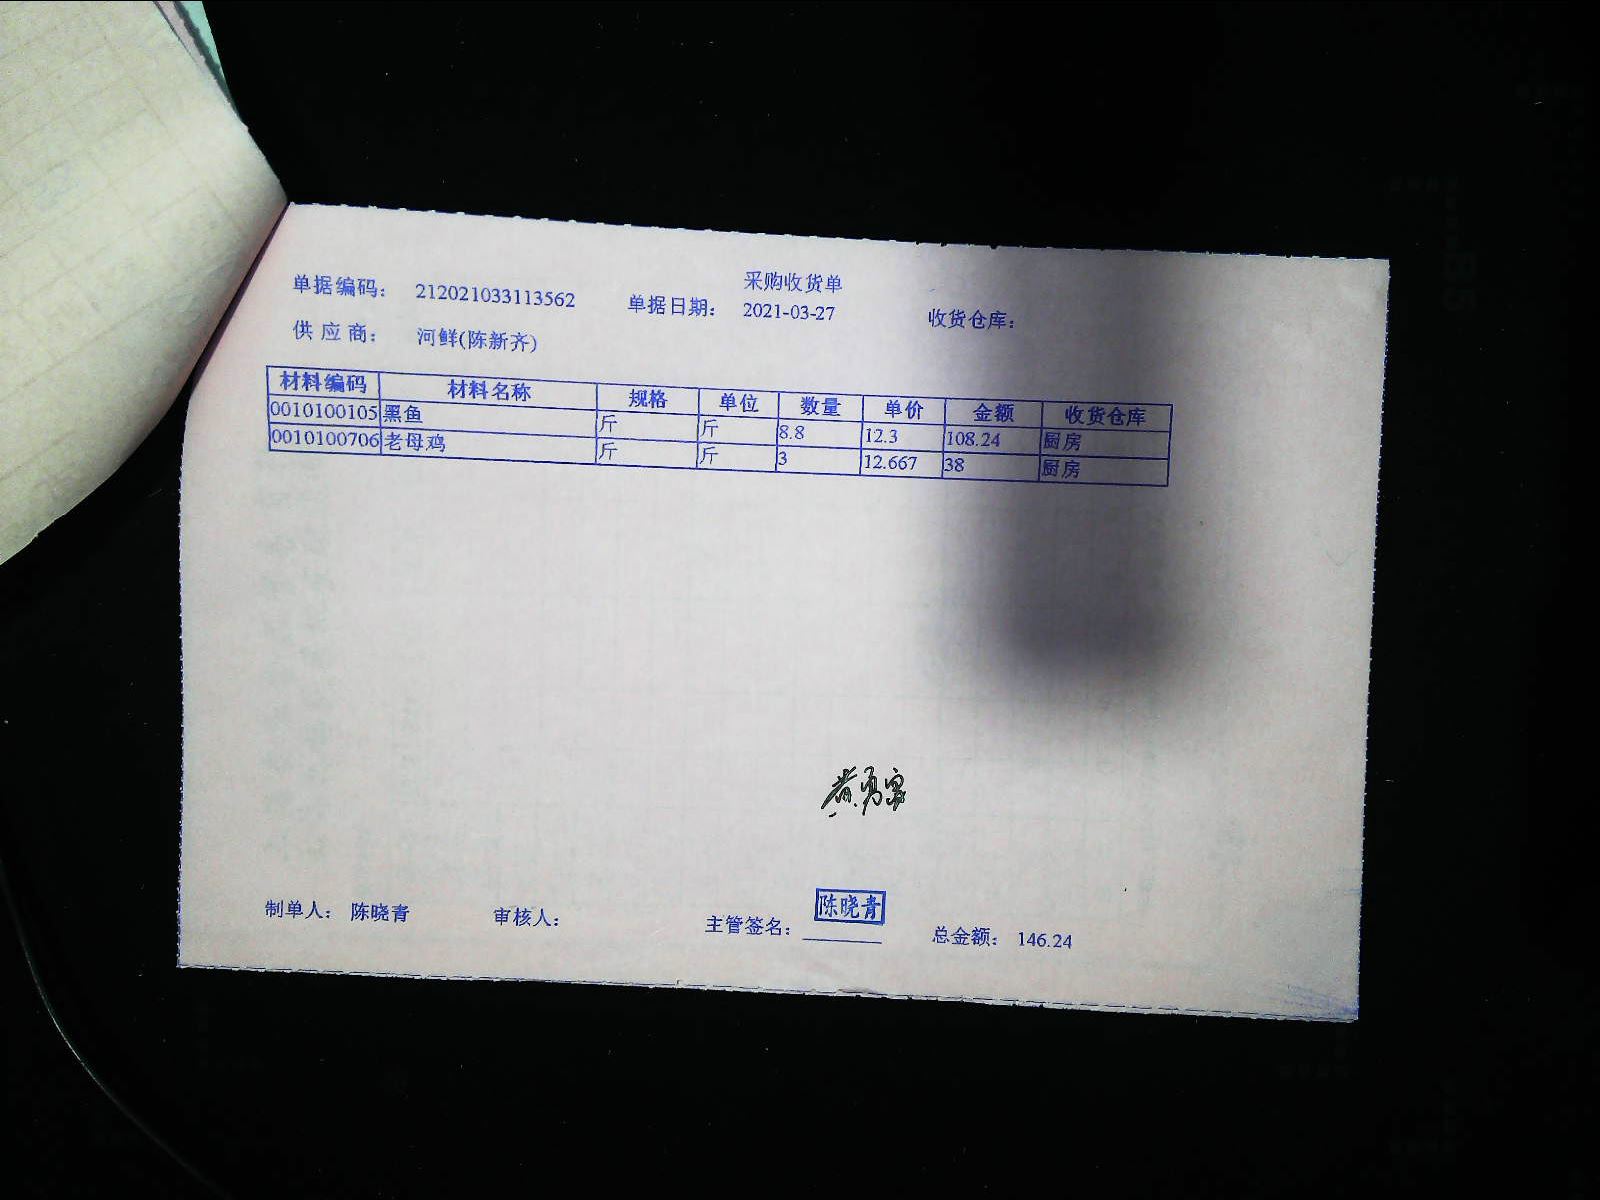 采购收货单
单据编码： 212021033113562 单据日期： 2021-03-27 收货仓库：
供应商： 河鲜(陈新齐)
材料编码 材料名称 规格 单位 数量 单价 金额 收货仓库
0010100105 黑鱼 斤 斤 8.8 12.3 108.24 厨房
0010100706 老母鸡 斤 斤 3 12.667 38 厨房
陈晓青
制单人： 陈晓青 审核人： 主管签名： 总金额： 146.24